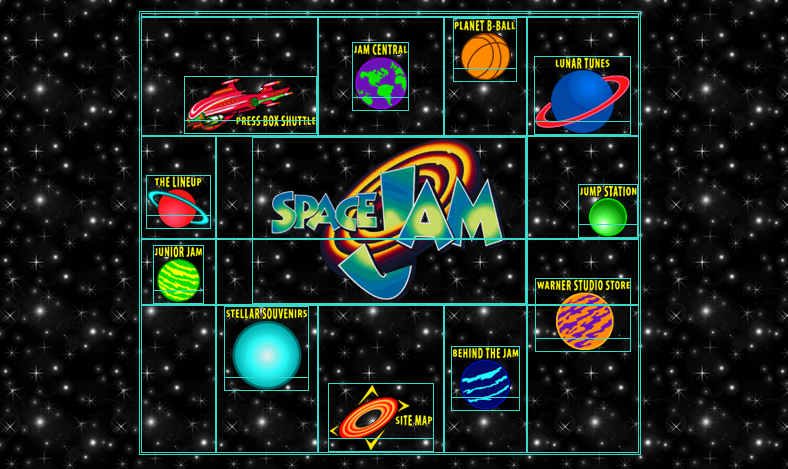 PLANET B-BALL
JAM CENTRAL
LUNAR TUNES
PRESS BOX SHUTTLE
THE LINEUP
JUMP STATION
SPACE JAM
JUNIOR JAM
WARNER STUDIO STORE
STELLAR SOUVENIRS
BEHIND THE JAM
SITE MAP